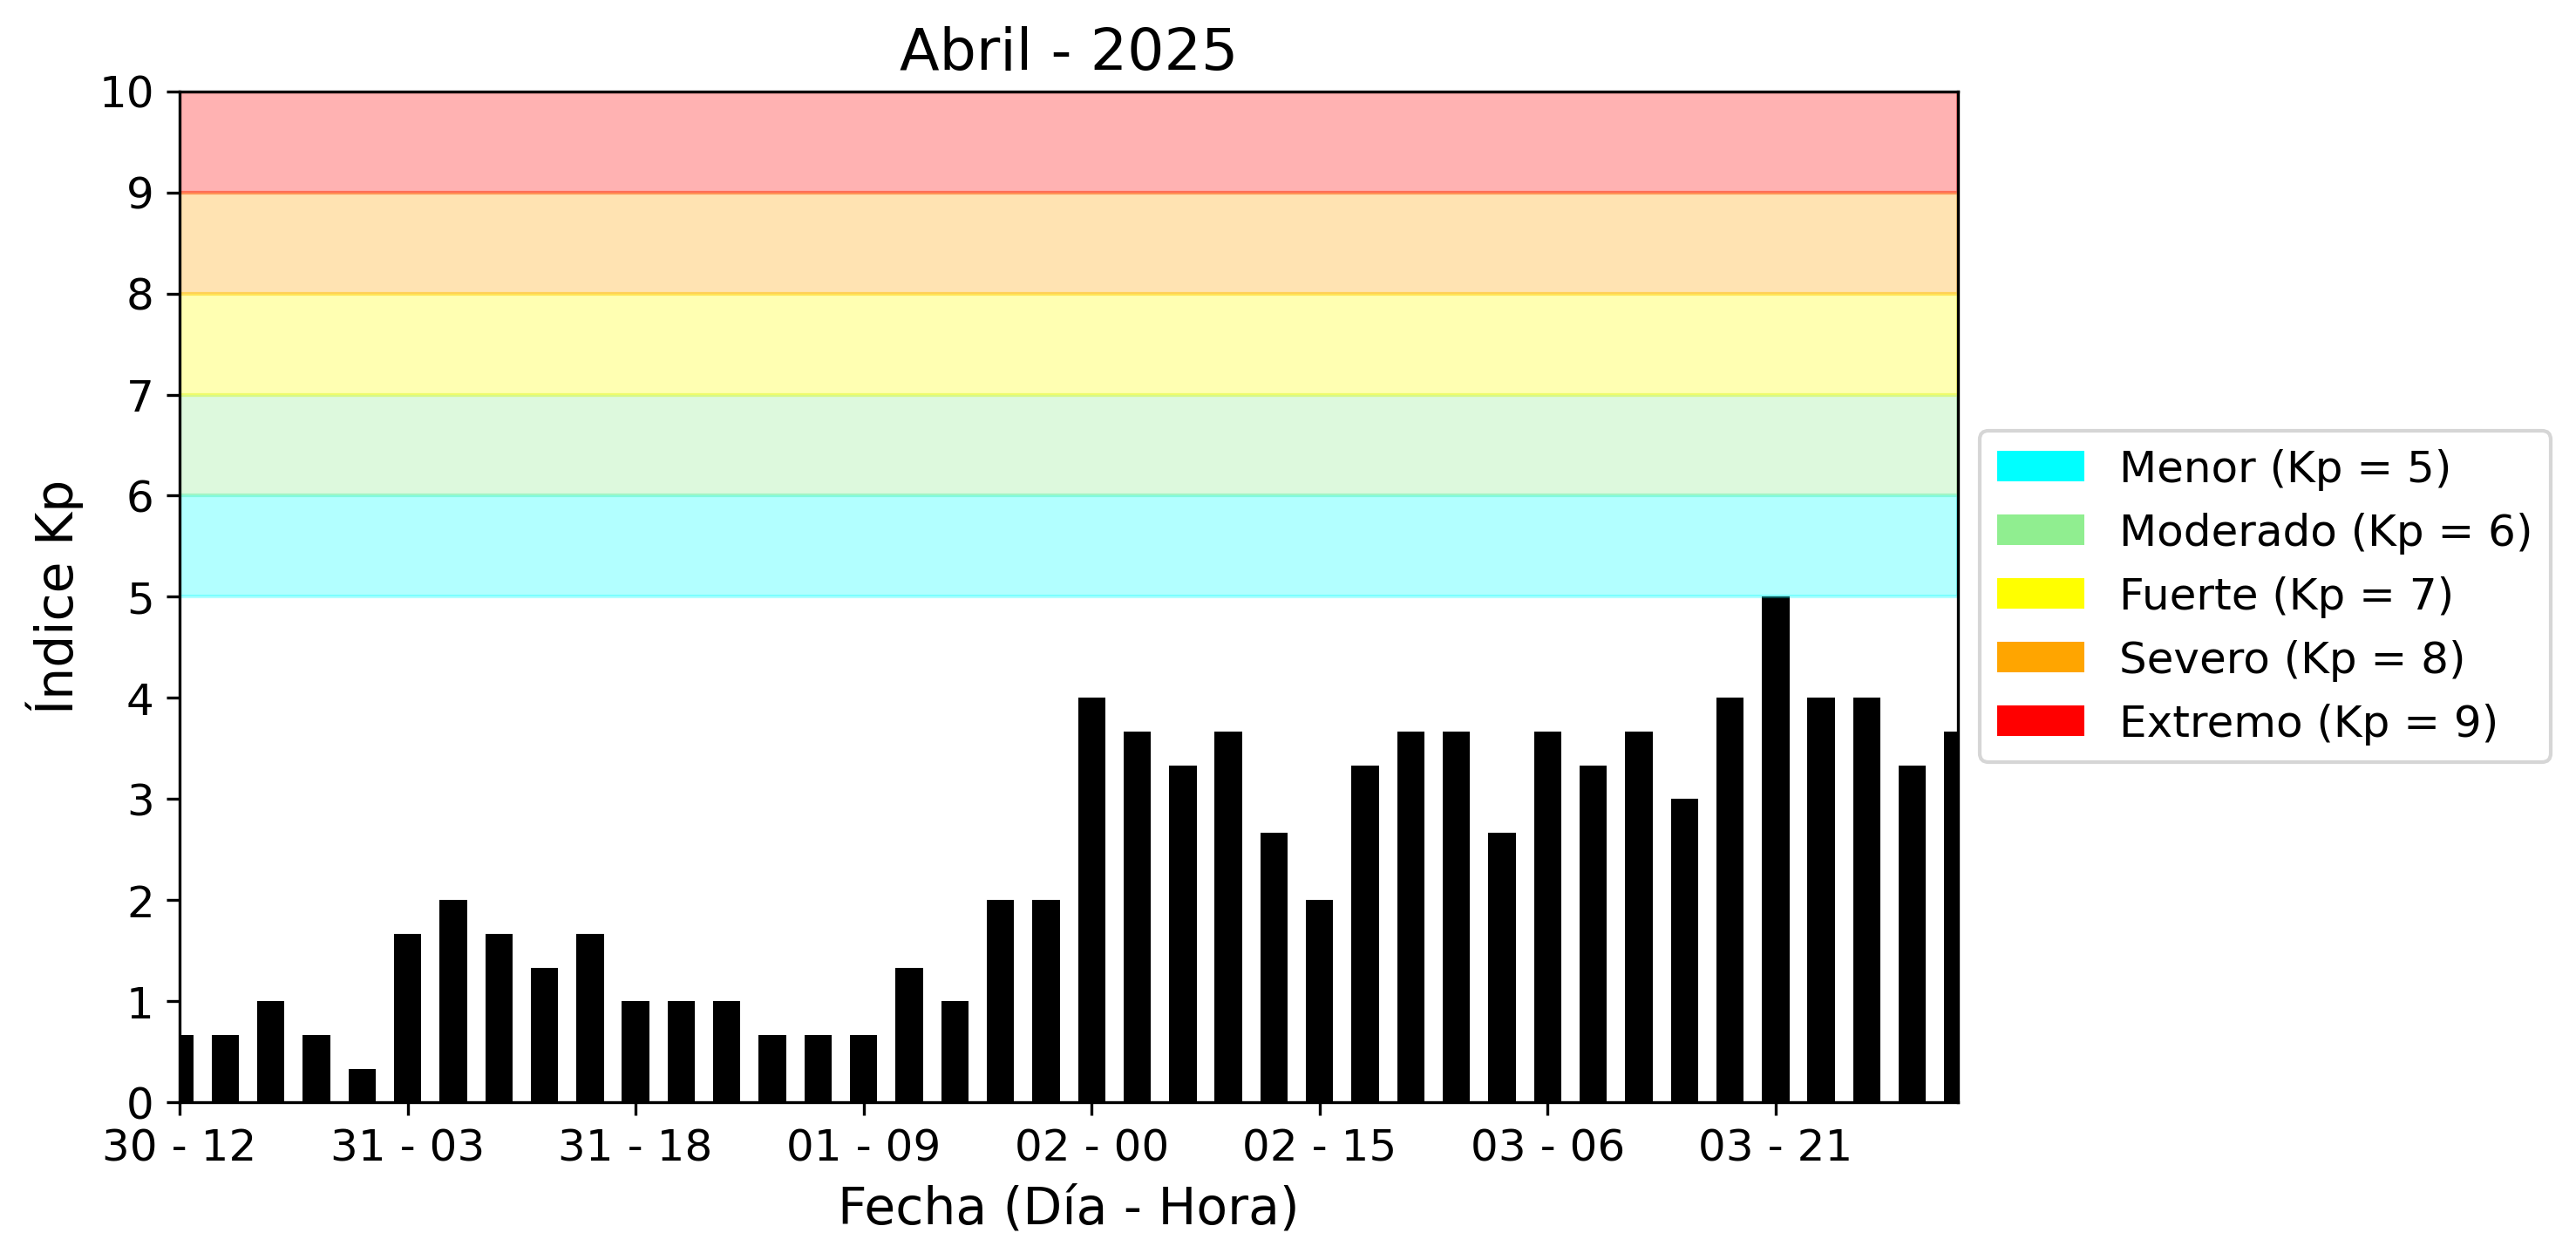 Abril - 2025
10
9
8
7
6
5
4
3
2
1
0
Índice Kp
30 - 12
31 - 03
31 - 18
01 - 09
02 - 00
02 - 15
03 - 06
03 - 21
Fecha (Día - Hora)
Menor (Kp = 5)
Moderado (Kp = 6)
Fuerte (Kp = 7)
Severo (Kp = 8)
Extremo (Kp = 9)